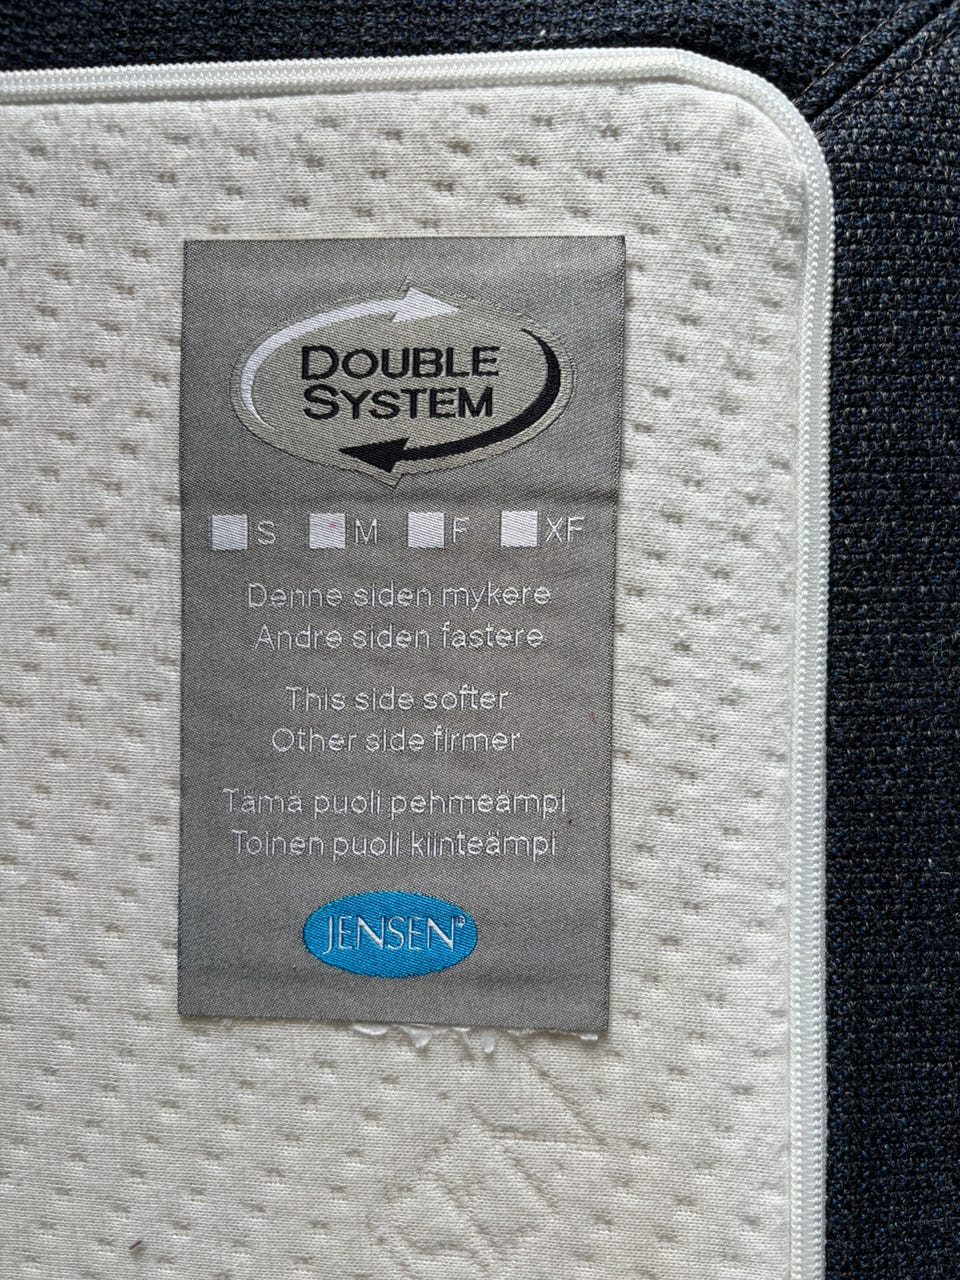 DOUBLE
SYSTEM
S M F XF
Denne siden mykere
Andre siden fastere
This side softer
Other side firmer
Tämä puoli pehmeämpi
Toinen puoli kiinteämpi
JENSEN®